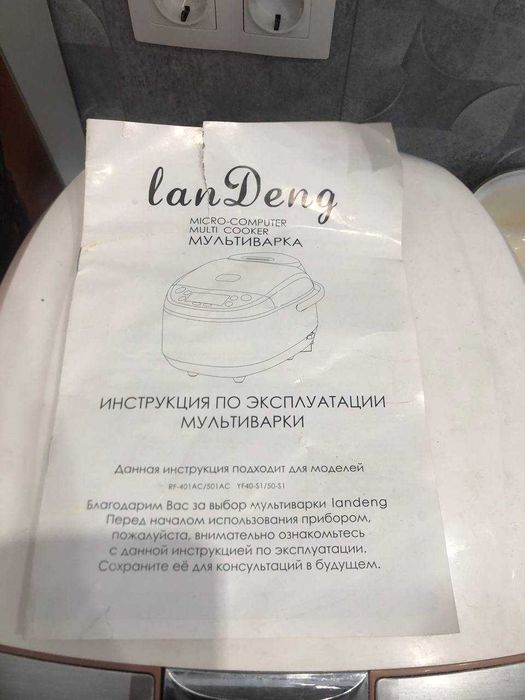 lanDeng
MICRO-COMPUTER
MULTI COOKER
МУЛЬТИВАРКА
ИНСТРУКЦИЯ ПО ЭКСПЛУАТАЦИИ
МУЛЬТИВАРКИ
Данная инструкция подходит для моделей
RF-401AC/501AC YF40-S1/50-S1
Благодарим Вас за выбор мультиварки landeng
Перед началом использования прибором,
пожалуйста, внимательно ознакомьтесь
с данной инструкцией по эксплуатации.
Сохраните её для консультаций в будущем.